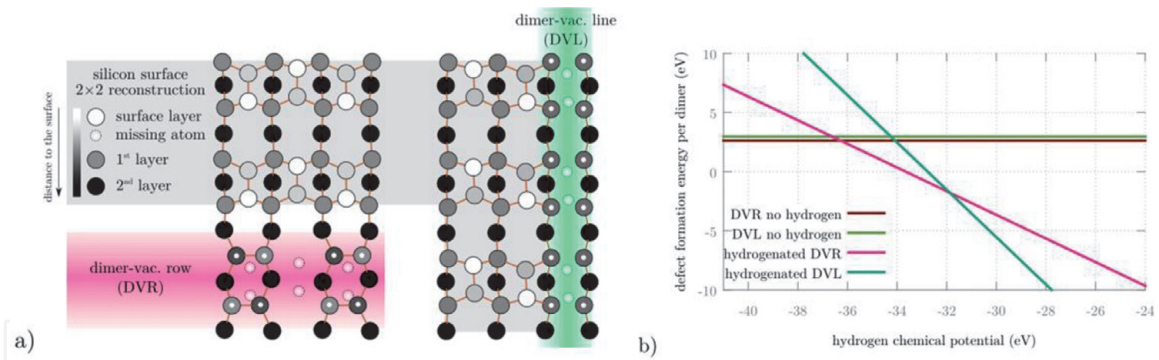 dimer-vac. line
(DVL)
silicon surface
2×2 reconstruction
surface layer
missing atom
1st layer
2nd layer
distance to the surface
dimer-vac. row
(DVR)
a)
defect formation energy per dimer (eV)
10
5
0
-5
-10
DVR no hydrogen
DVL no hydrogen
hydrogenated DVR
hydrogenated DVL
-40 -38 -36 -34 -32 -30 -28 -26 -24
hydrogen chemical potential (eV)
b)